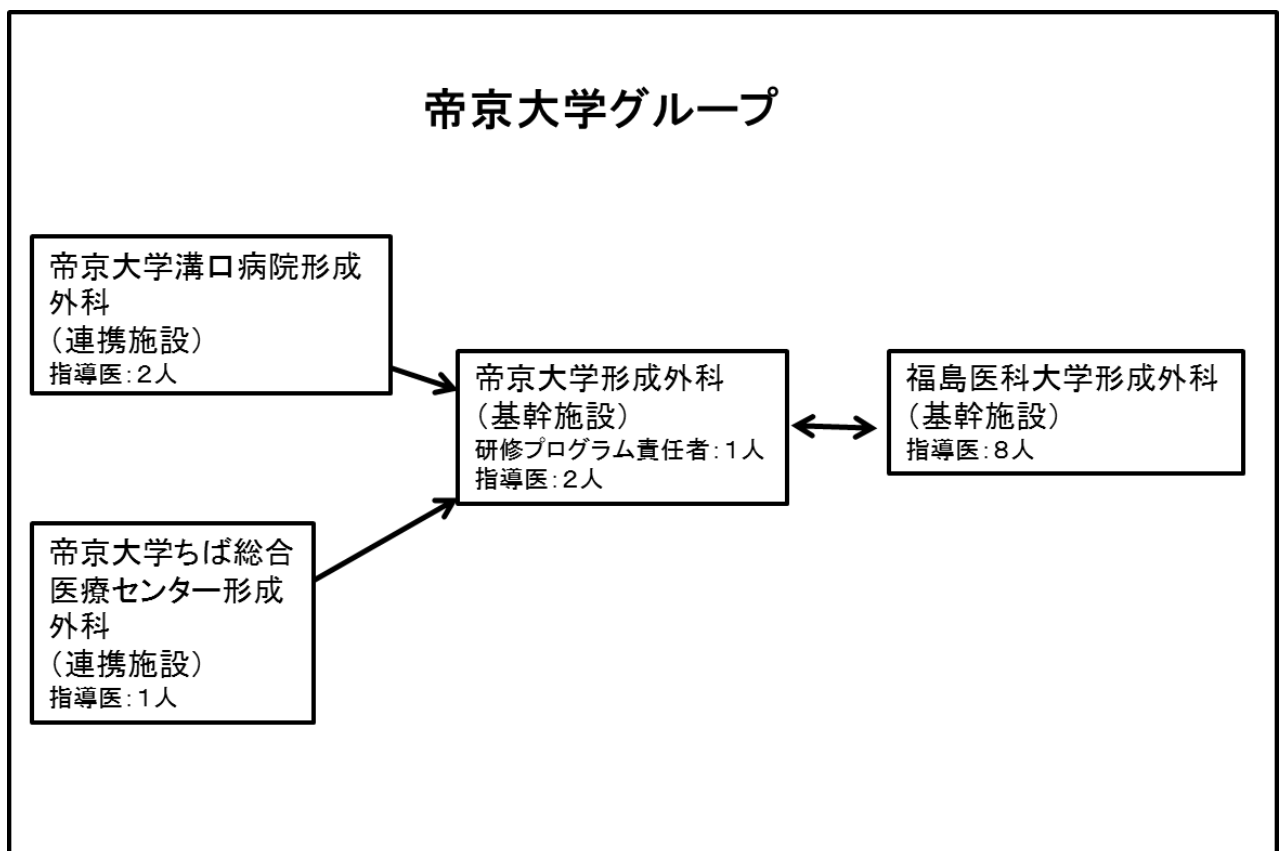 帝京大学グループ
帝京大学溝口病院形成
外科
（連携施設）
指導医：２人
帝京大学ちば総合
医療センター形成
外科
（連携施設）
指導医：１人
帝京大学形成外科
（基幹施設）
研修プログラム責任者：１人
指導医：２人
福島医科大学形成外科
（基幹施設）
指導医：８人